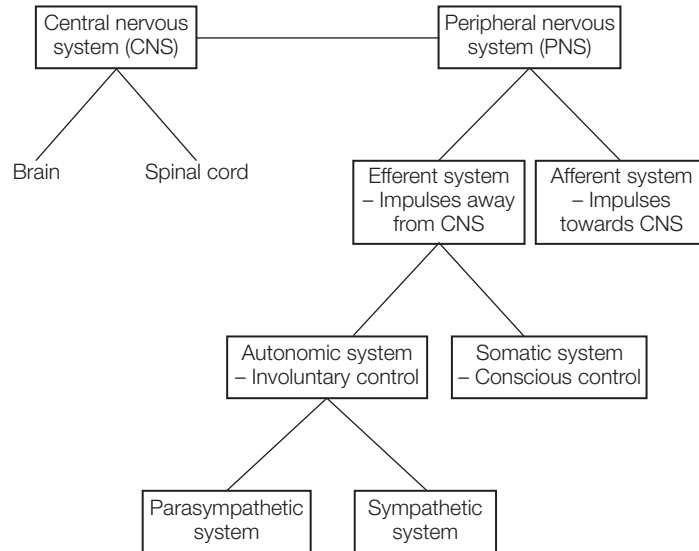 Central nervous
system (CNS)
Peripheral nervous
system (PNS)
Brain
Spinal cord
Efferent system
– Impulses away
from CNS
Afferent system
– Impulses
towards CNS
Autonomic system
– Involuntary control
Somatic system
– Conscious control
Parasympathetic
system
Sympathetic
system